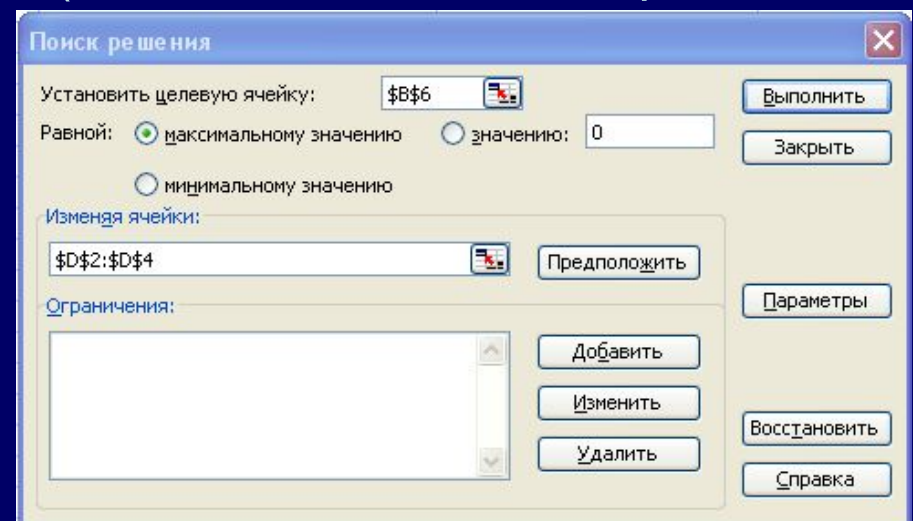 Поиск решения
Установить целевую ячейку: $B$6
Выполнить
Равной: максимальному значению значению: 0
Закрыть
минимальному значению
Изменяя ячейки:
$D$2:$D$4
Предположить
Ограничения:
Параметры
Добавить
Изменить
Восстановить
Удалить
Справка